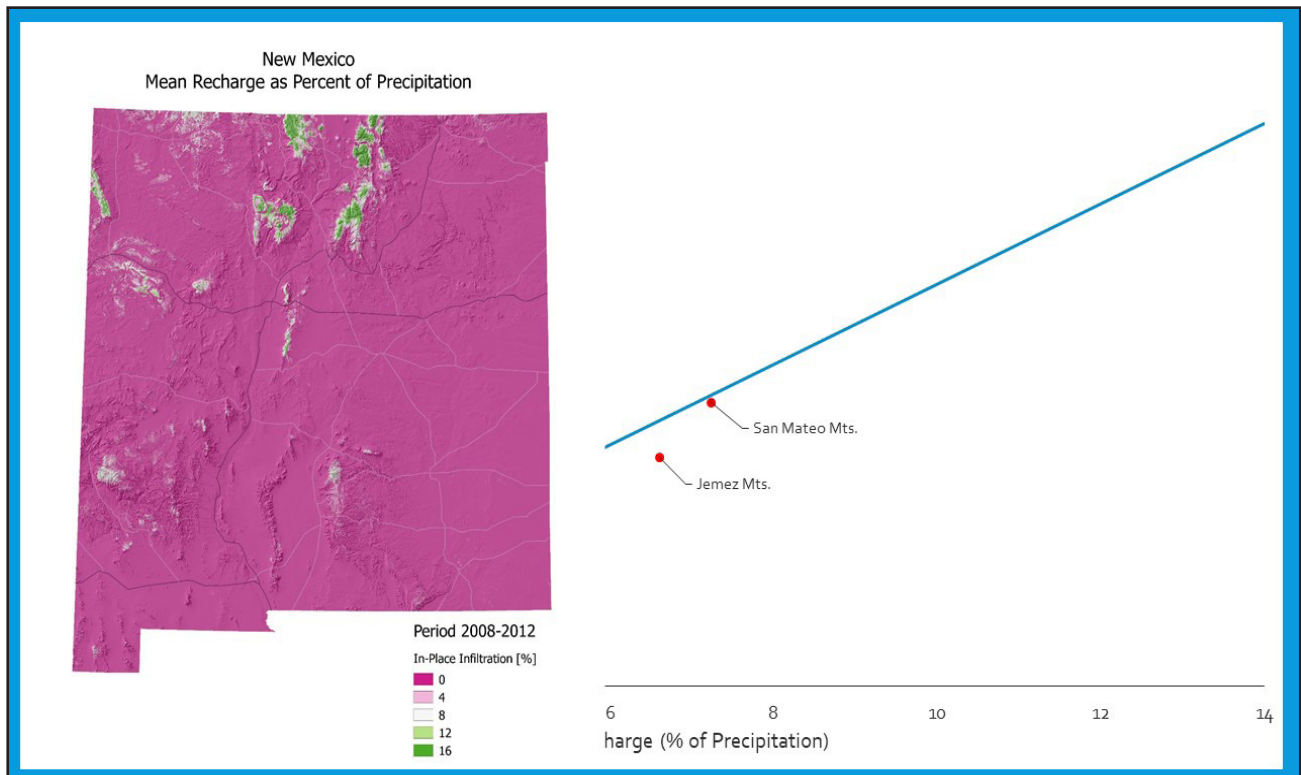 New Mexico
Mean Recharge as Percent of Precipitation
Period 2008-2012
In-Place Infiltration [%]
0
4
8
12
16
San Mateo Mts.
Jemez Mts.
6 8 10 12 14
harge (% of Precipitation)